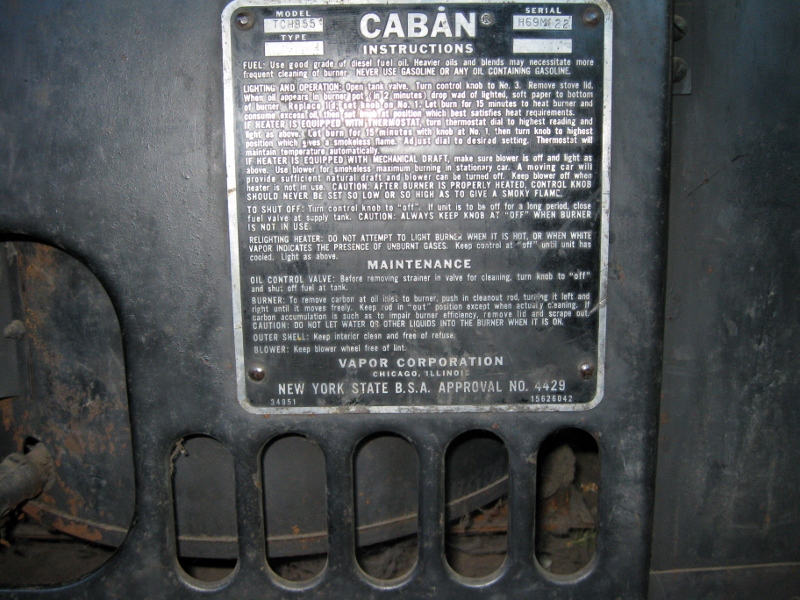 MODEL
SERIAL
CABAN®
TYPE
INSTRUCTIONS
FUEL: Use good grade of diesel fuel oil. Heavier oils and blends may necessitate more
frequent cleaning of burner. NEVER USE GASOLINE OR ANY OIL CONTAINING GASOLINE.
LIGHTING AND OPERATION: Open tank valve. Turn control knob to No. 3. Remove stove lid.
When oil appears in burner pot (in 2 minutes) drop wad of lighted, soft paper to bottom
of burner. Replace lid, set knob on No. 1. Let burn for 15 minutes to heat burner and
consume excess oil, then position which best satisfies heat requirements.
IF HEATER IS EQUIPPED WITH THERMOSTAT, turn thermostat dial to highest reading and
light as above. Let burn for 15 minutes with knob at No. 1, then turn knob to highest
position which gives a smokeless flame. Adjust dial to desired setting. Thermostat will
maintain temperature automatically.
IF HEATER IS EQUIPPED WITH MECHANICAL DRAFT, make sure blower is off and light as
above. Use blower for smokeless maximum burning in stationary car. A moving car will
provide sufficient natural draft and blower can be turned off. Keep blower off when
heater is not in use. CAUTION: AFTER BURNER IS PROPERLY HEATED, CONTROL KNOB
SHOULD NEVER BE SET SO LOW OR SO HIGH AS TO GIVE A SMOKY FLAME.
TO SHUT OFF: Turn control knob to "off". If unit is to be off for a long period, close
fuel valve at supply tank. CAUTION: ALWAYS KEEP KNOB AT "OFF" WHEN BURNER
IS NOT IN USE.
RELIGHTING HEATER: DO NOT ATTEMPT TO LIGHT BURNER WHEN IT IS HOT, OR WHEN WHITE
VAPOR INDICATES THE PRESENCE OF UNBURNT GASES. Keep control at "off" until unit has
cooled. Light as above.
MAINTENANCE
OIL CONTROL VALVE: Before removing strainer in valve for cleaning, turn knob to "off"
and shut off fuel at tank.
BURNER: To remove carbon at oil inlet to burner, push in cleanout rod, turning it left and
right until it moves freely. Keep rod in "out" position except when actually cleaning. If
carbon accumulation is such as to impair burner efficiency, remove lid and scrape out.
CAUTION: DO NOT LET WATER OR OTHER LIQUIDS INTO THE BURNER WHEN IT IS ON.
OUTER SHELL: Keep interior clean and free of refuse.
BLOWER: Keep blower wheel free of lint.
VAPOR CORPORATION
CHICAGO, ILLINOIS
NEW YORK STATE B.S.A. APPROVAL NO. 4429
34951 15626042